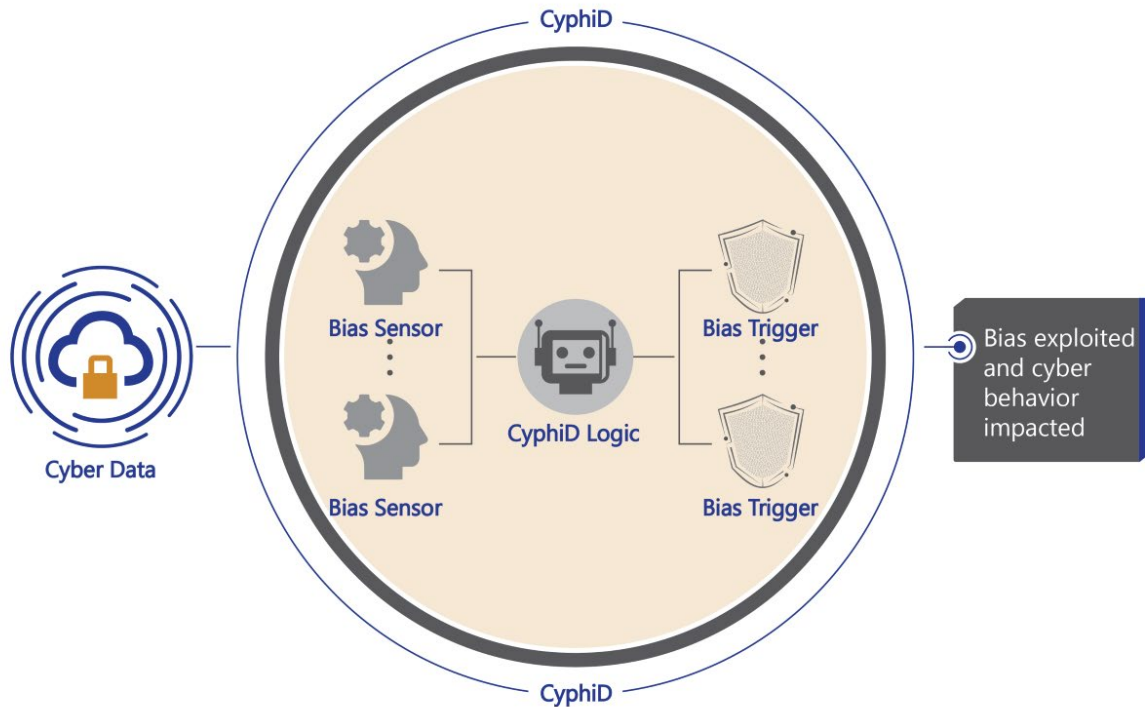 CyphiD
Bias Sensor
Bias Trigger
Cyber Data
CyphiD Logic
Bias exploited
and cyber
behavior
impacted
Bias Sensor
Bias Trigger
CyphiD